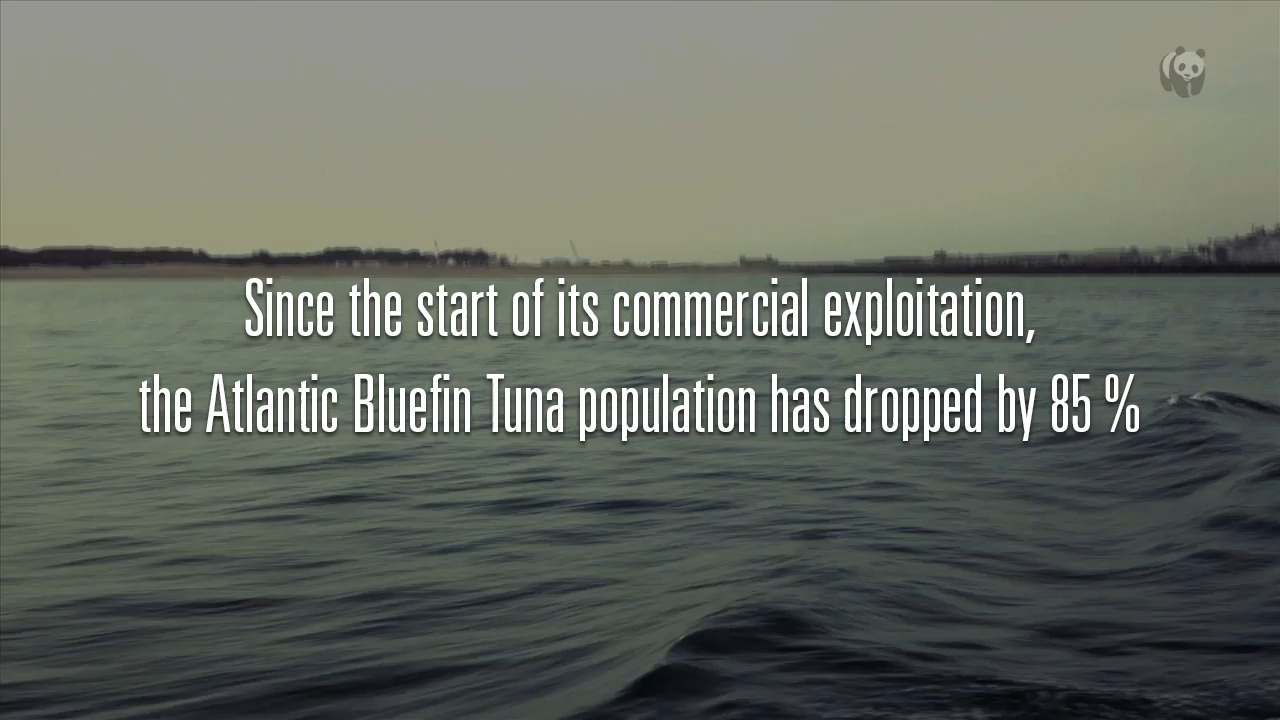 Since the start of its commercial exploitation,
the Atlantic Bluefin Tuna population has dropped by 85 %